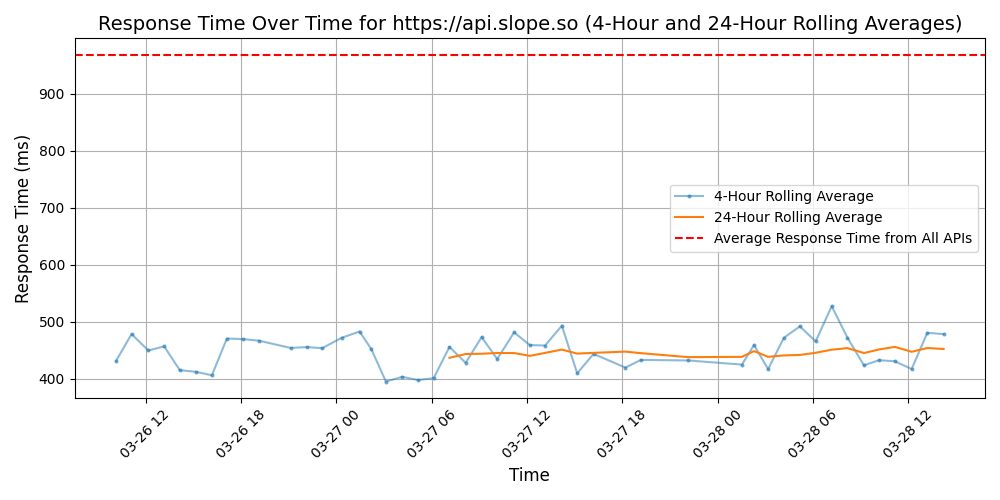 Response Time Over Time for https://api.slope.so (4-Hour and 24-Hour Rolling Averages)
Response Time (ms)
900
800
700
600
500
400
4-Hour Rolling Average
24-Hour Rolling Average
Average Response Time from All APIs
03-26 12
03-26 18
03-27 00
03-27 06
03-27 12
03-27 18
03-28 00
03-28 06
03-28 12
Time